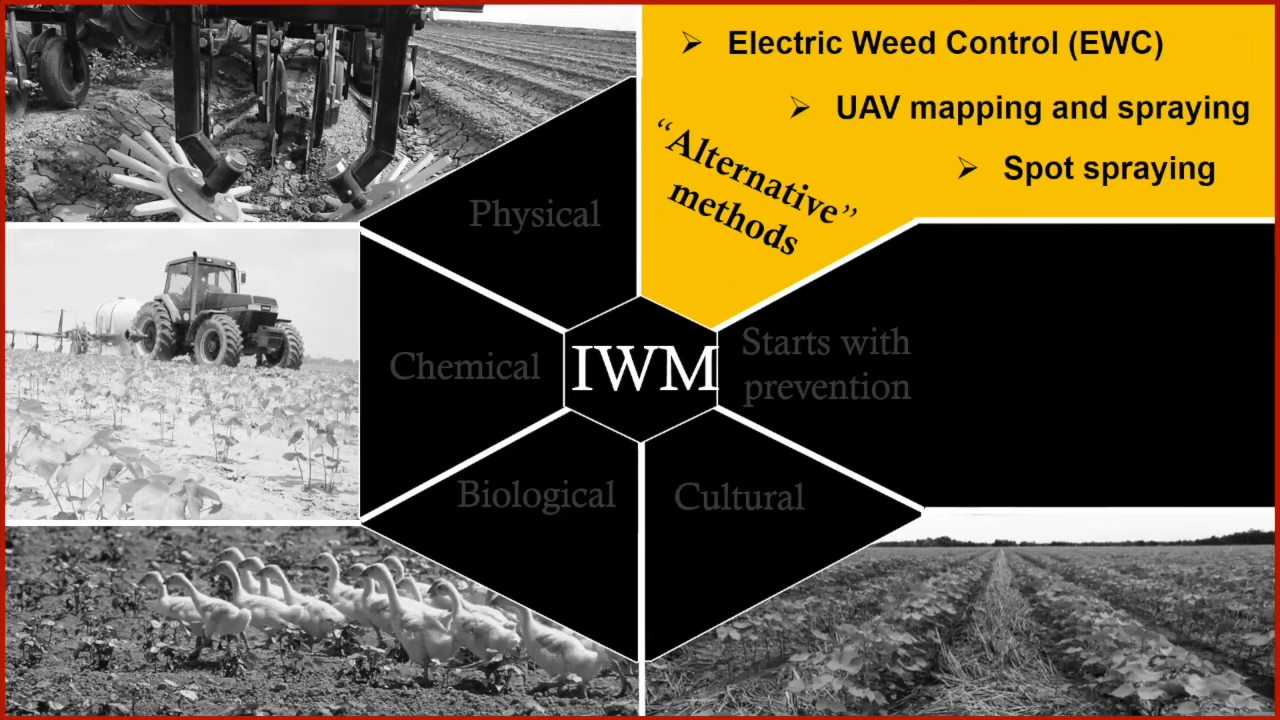 ➢ Electric Weed Control (EWC)
➢ UAV mapping and spraying
➢ Spot spraying
“Alternative”
methods
Physical
Chemical
IWM
Starts with
prevention
Biological
Cultural